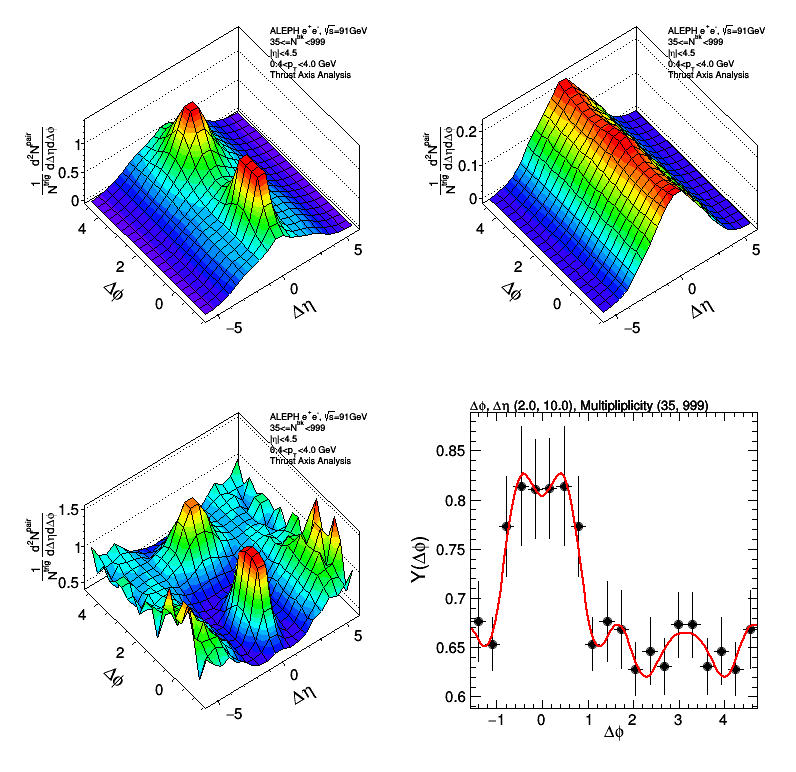 ALEPH e⁺e⁻, √s=91GeV
35<=N^trk<999
|η|<4.5
0.4<p_T<4.0 GeV
Thrust Axis Analysis
1/N^trig d²N^pair/dΔηdΔφ
1
0.5
0
4
2
0
Δφ
−5
0
5
Δη
ALEPH e⁺e⁻, √s=91GeV
35<=N^trk<999
|η|<4.5
0.4<p_T<4.0 GeV
Thrust Axis Analysis
1/N^trig d²N^pair/dΔηdΔφ
0.2
0.1
0
4
2
0
Δφ
−5
0
5
Δη
ALEPH e⁺e⁻, √s=91GeV
35<=N^trk<999
|η|<4.5
0.4<p_T<4.0 GeV
Thrust Axis Analysis
1/N^trig d²N^pair/dΔηdΔφ
1.5
1
0.5
4
2
0
Δφ
−5
0
5
Δη
Δφ, Δη (2.0, 10.0), Multipliplicity (35, 999)
Y(Δφ)
0.85
0.8
0.75
0.7
0.65
0.6
−1 0 1 2 3 4
Δφ